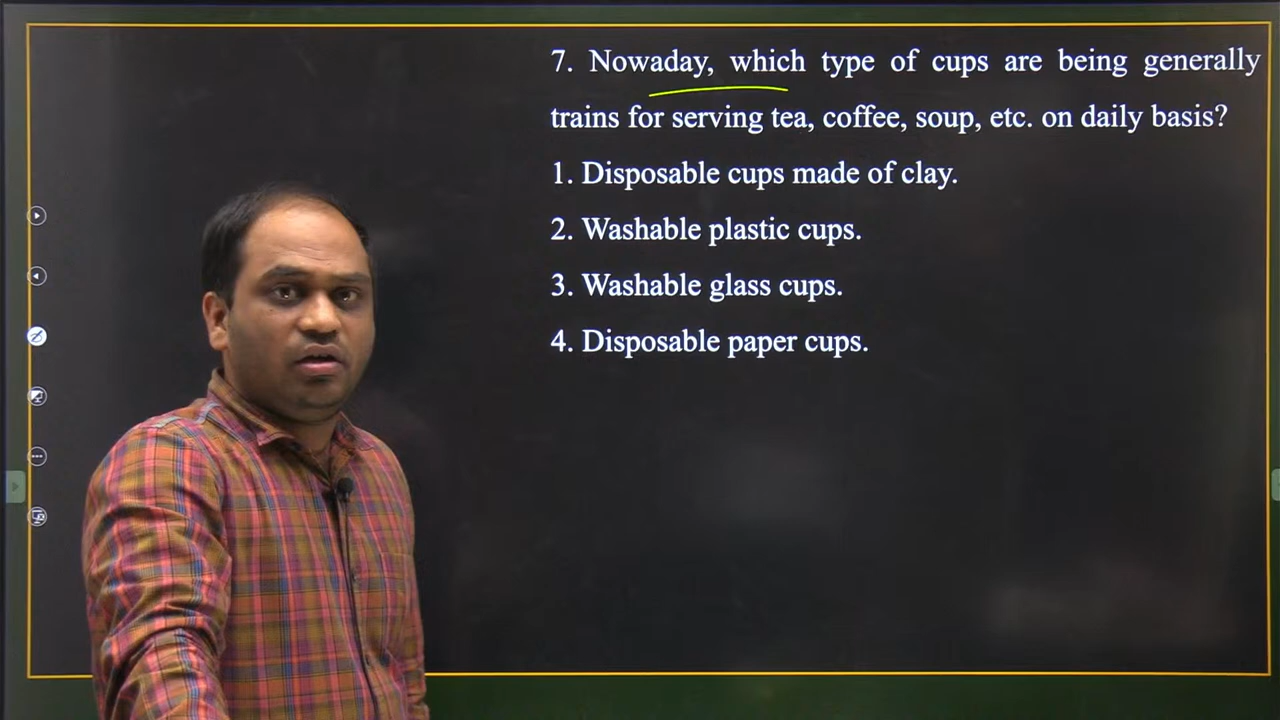 7. Nowaday, which type of cups are being generally
trains for serving tea, coffee, soup, etc. on daily basis?
1. Disposable cups made of clay.
2. Washable plastic cups.
3. Washable glass cups.
4. Disposable paper cups.